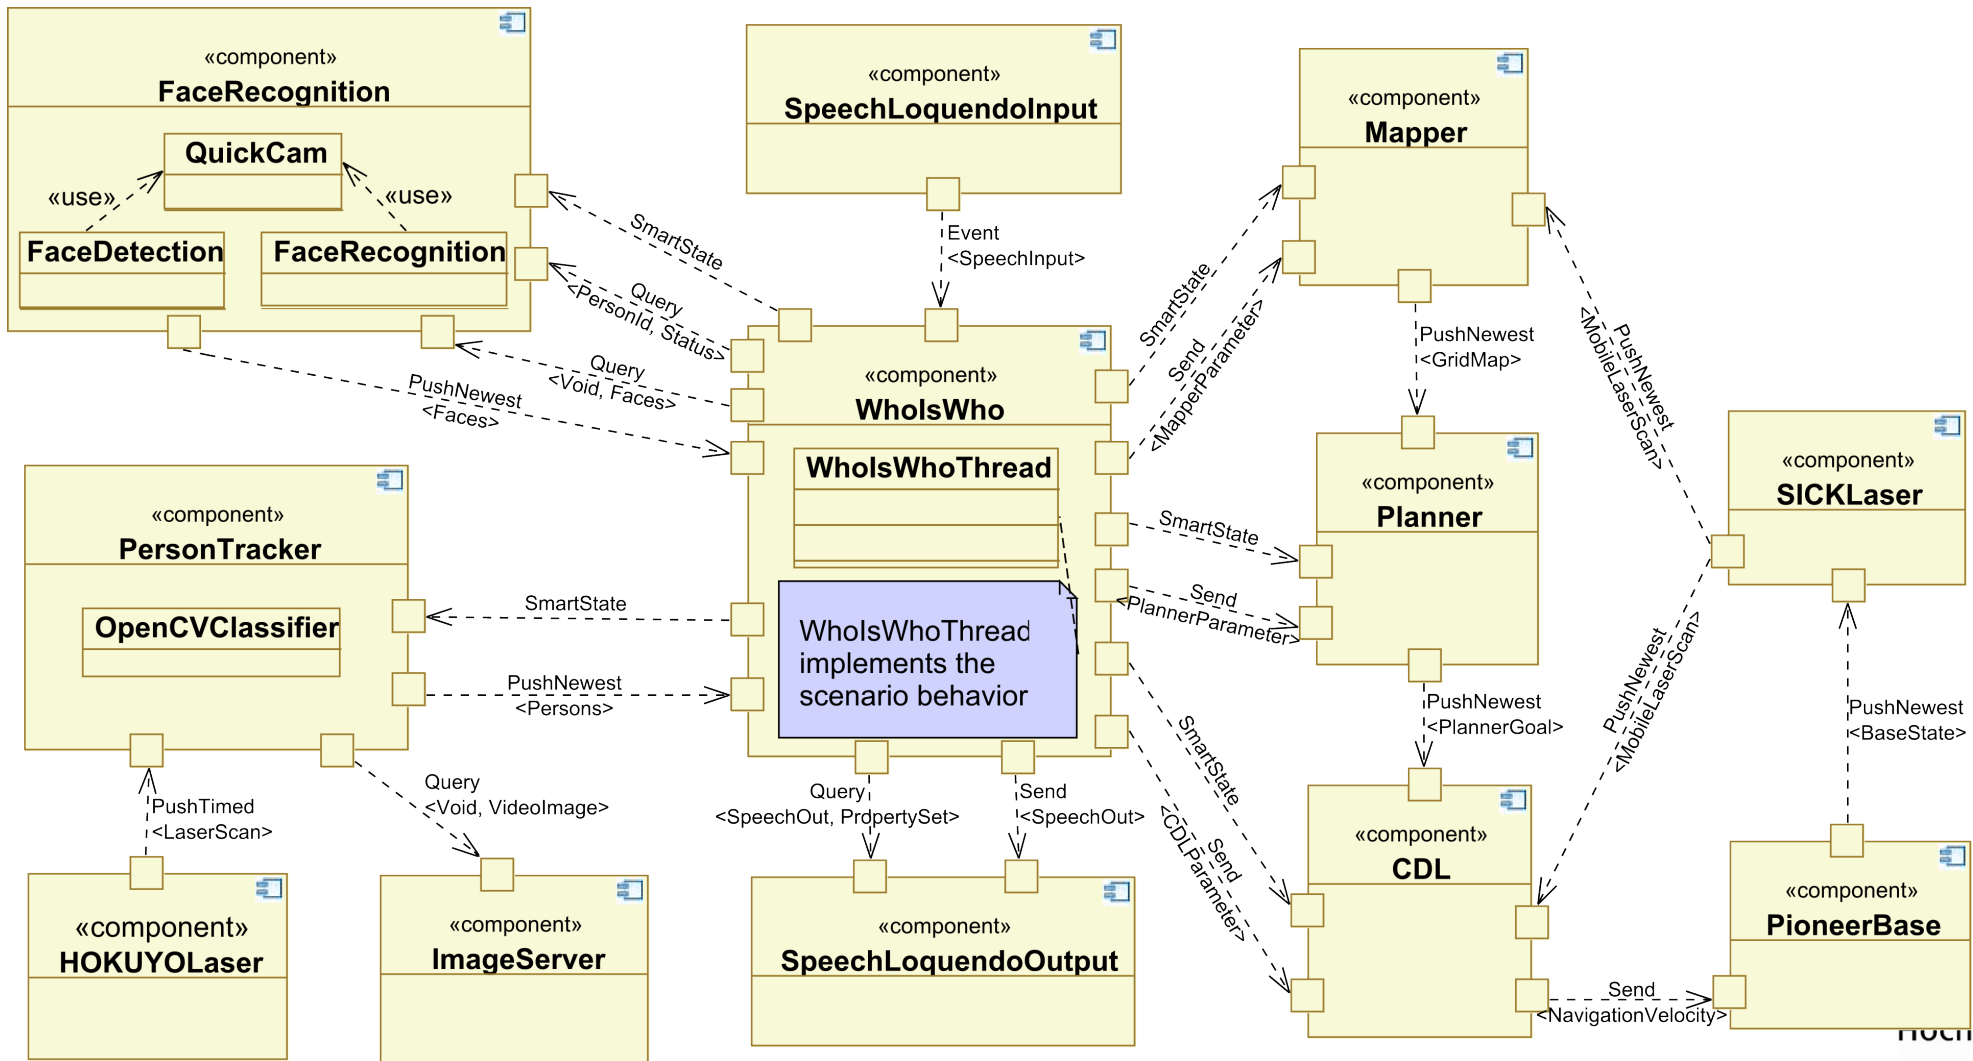 «component»
FaceRecognition
QuickCam
«use»
«use»
FaceDetection
FaceRecognition
«component»
SpeechLoquendoInput
Event
<SpeechInput>
«component»
Mapper
SmartState
Query
<PersonId, Status>
Query
<Void, Faces>
PushNewest
<Faces>
SmartState
Send
<MapperParameter>
PushNewest
<GridMap>
PushNewest
<MobileLaserScan>
«component»
WhoIsWho
WhoIsWhoThread
WhoIsWhoThread
implements the
scenario behavior
«component»
PersonTracker
OpenCVClassifier
SmartState
PushNewest
<Persons>
SmartState
Send
<PlannerParameter>
«component»
Planner
«component»
SICKLaser
PushNewest
<PlannerGoal>
PushNewest
<MobileLaserScan>
PushNewest
<BaseState>
PushTimed
<LaserScan>
Query
<Void, VideoImage>
Query
<SpeechOut, PropertySet>
Send
<SpeechOut>
SmartState
Send
<CDLParameter>
«component»
HOKUYOLaser
«component»
ImageServer
«component»
SpeechLoquendoOutput
«component»
CDL
«component»
PioneerBase
Send
<NavigationVelocity>